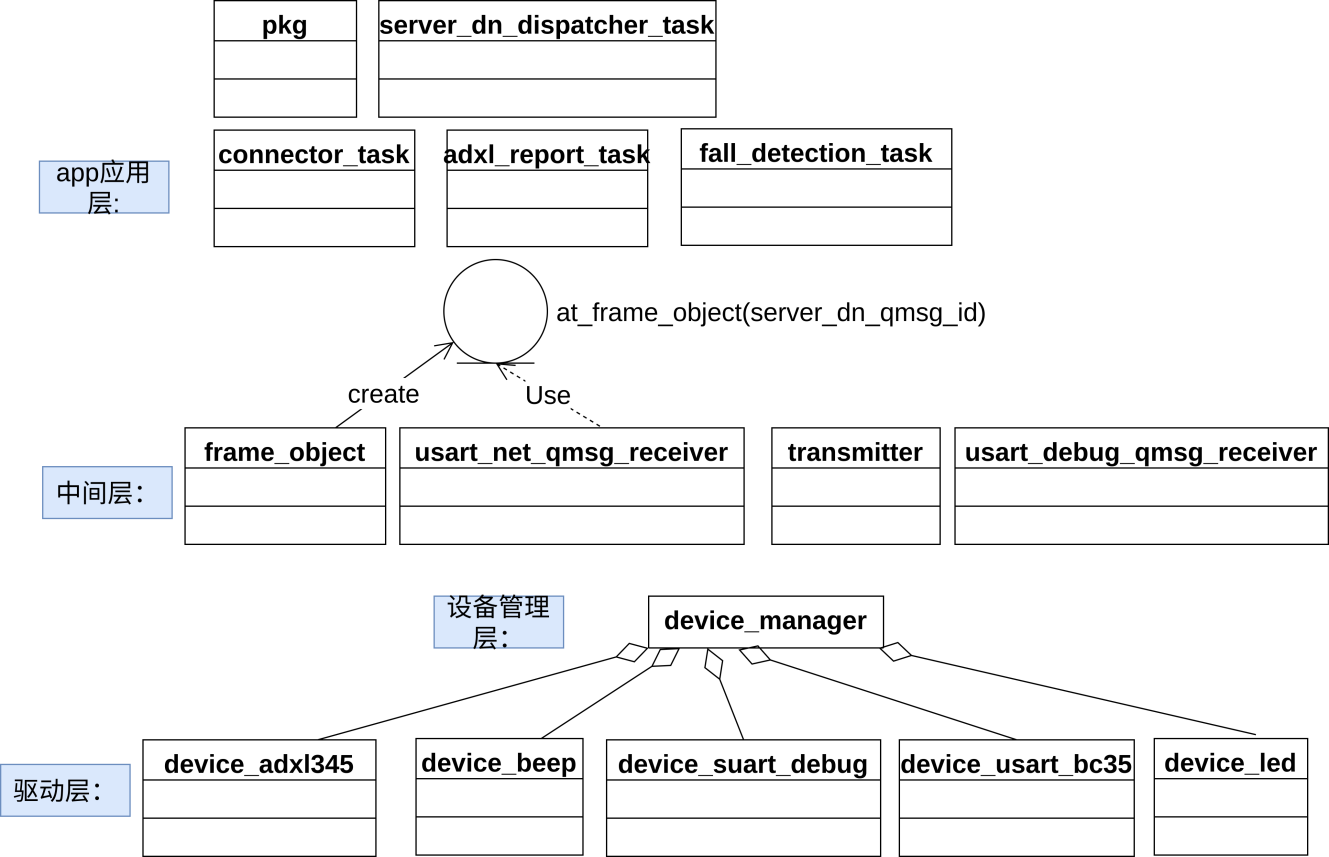 pkg
server_dn_dispatcher_task
app应用
层:
connector_task
adxl_report_task
fall_detection_task
at_frame_object(server_dn_qmsg_id)
create
Use
中间层：
frame_object
usart_net_qmsg_receiver
transmitter
usart_debug_qmsg_receiver
设备管理
层：
device_manager
驱动层：
device_adxl345
device_beep
device_suart_debug
device_usart_bc35
device_led